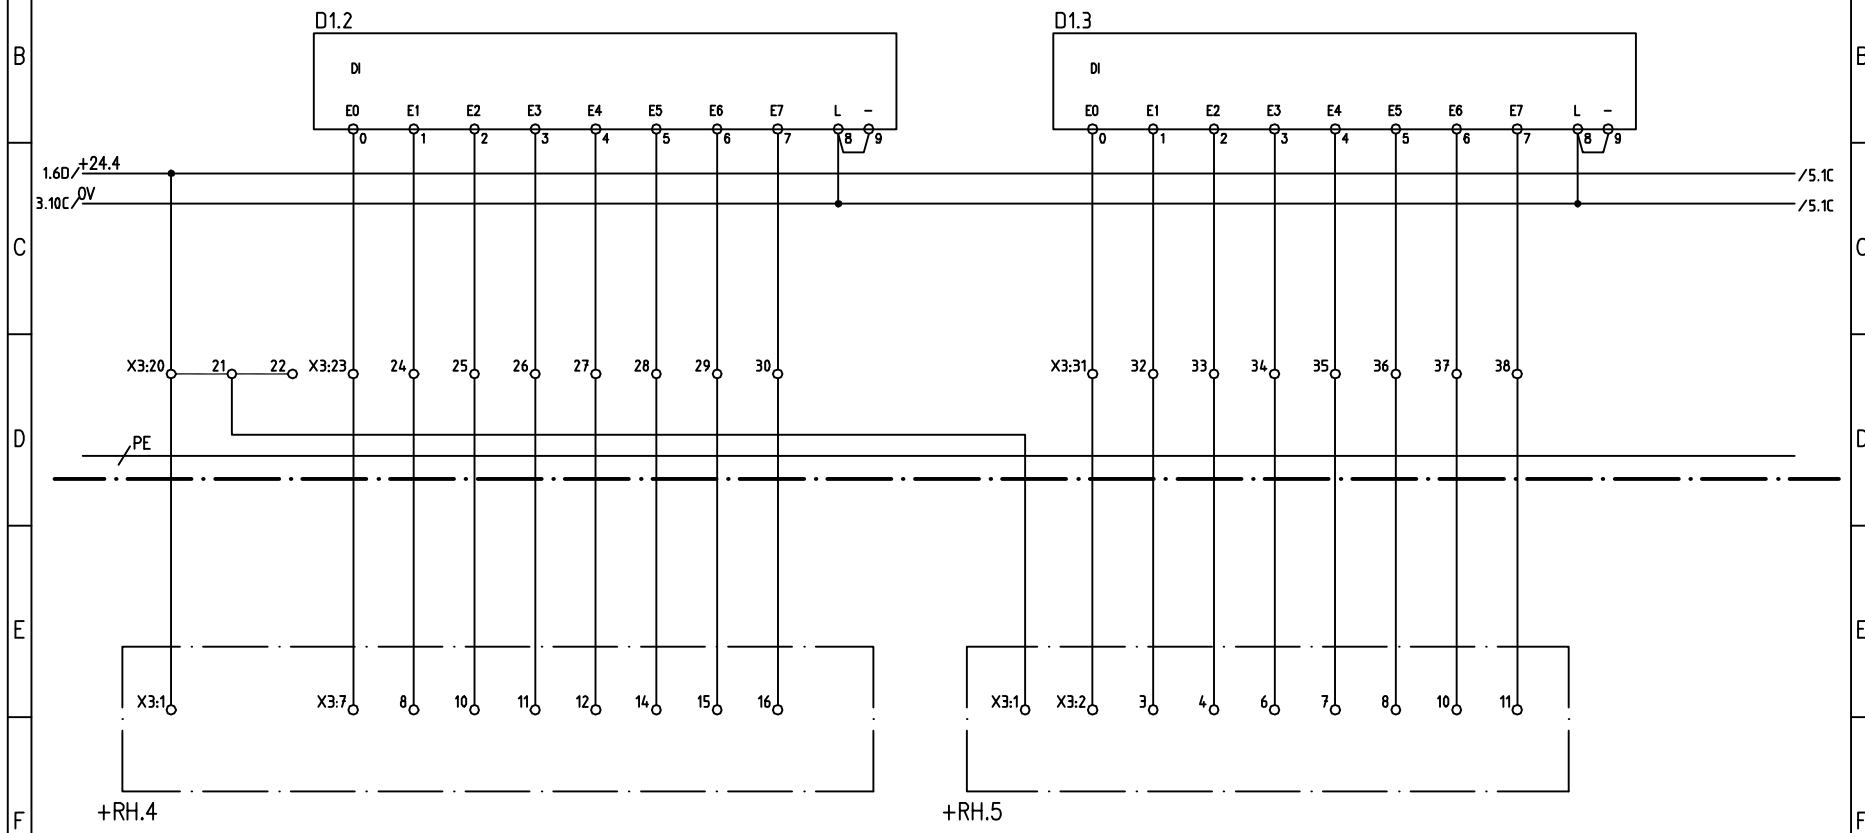 D1.2 D1.3
B B
DI DI
E0 E1 E2 E3 E4 E5 E6 E7 L - E0 E1 E2 E3 E4 E5 E6 E7 L -
0 1 2 3 4 5 6 7 8 9 0 1 2 3 4 5 6 7 8 9
+24.4
1.6D/ /5.1C
0V
3.10C/ /5.1C
C C
X3:20 21 22 X3:23 24 25 26 27 28 29 30 X3:31 32 33 34 35 36 37 38
D PE D
E E
X3:1 X3:7 8 10 11 12 14 15 16 X3:1 X3:2 3 4 6 7 8 10 11
+RH.4 +RH.5
F F